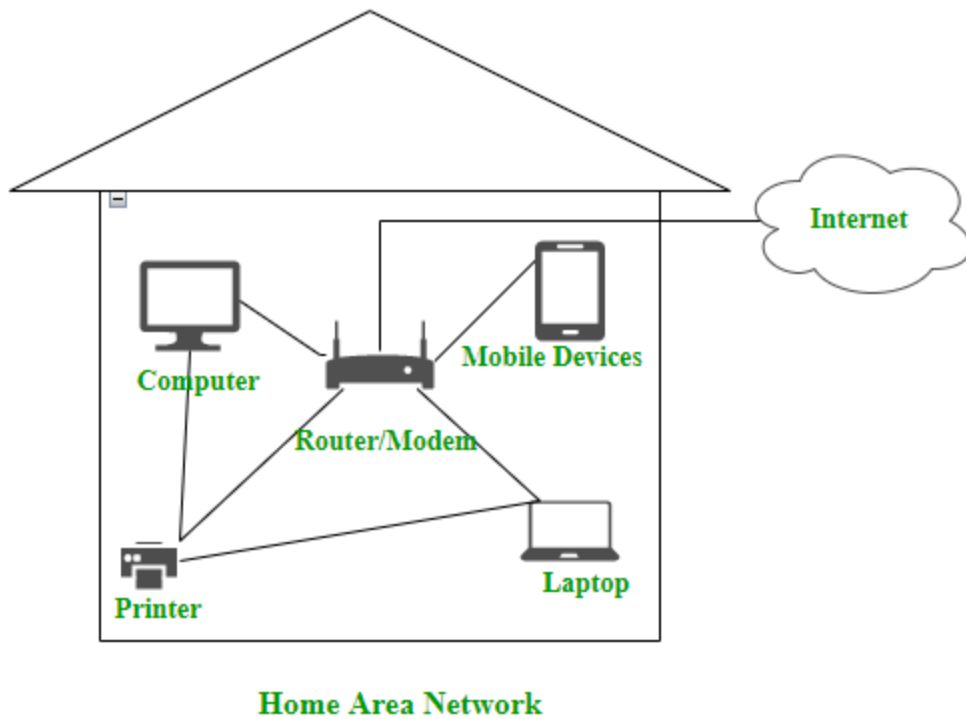 Internet
Mobile Devices
Computer
Router/Modem
Laptop
Printer
Home Area Network